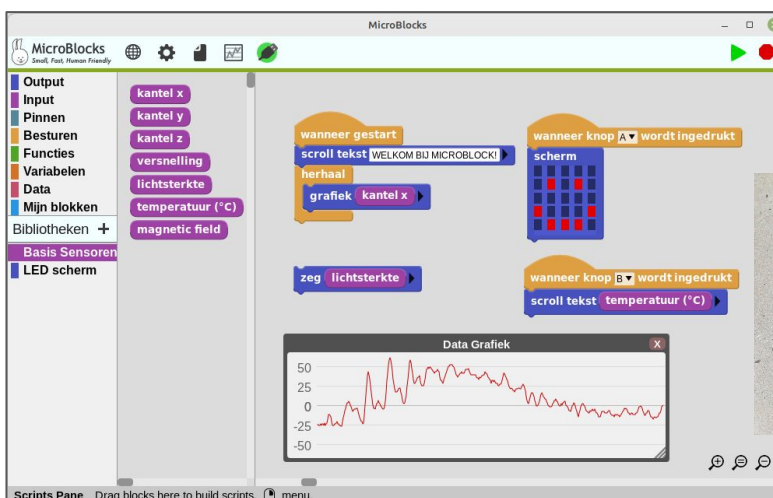 MicroBlocks
MicroBlocks
Small, Fast, Human Friendly
Output
Input
Pinnen
Besturen
Functies
Variabelen
Data
Mijn blokken
Bibliotheken +
Basis Sensoren
LED scherm
kantel x
kantel y
kantel z
versnelling
lichtsterkte
temperatuur (°C)
magnetic field
wanneer gestart
scroll tekst WELKOM BIJ MICROBLOCK!
herhaal
grafiek kantel x
zeg lichtsterkte
wanneer knop A wordt ingedrukt
scherm
wanneer knop B wordt ingedrukt
scroll tekst temperatuur (°C)
Data Grafiek X
50
25
0
-25
-50
Scripts Pane Drag blocks here to build scripts menu